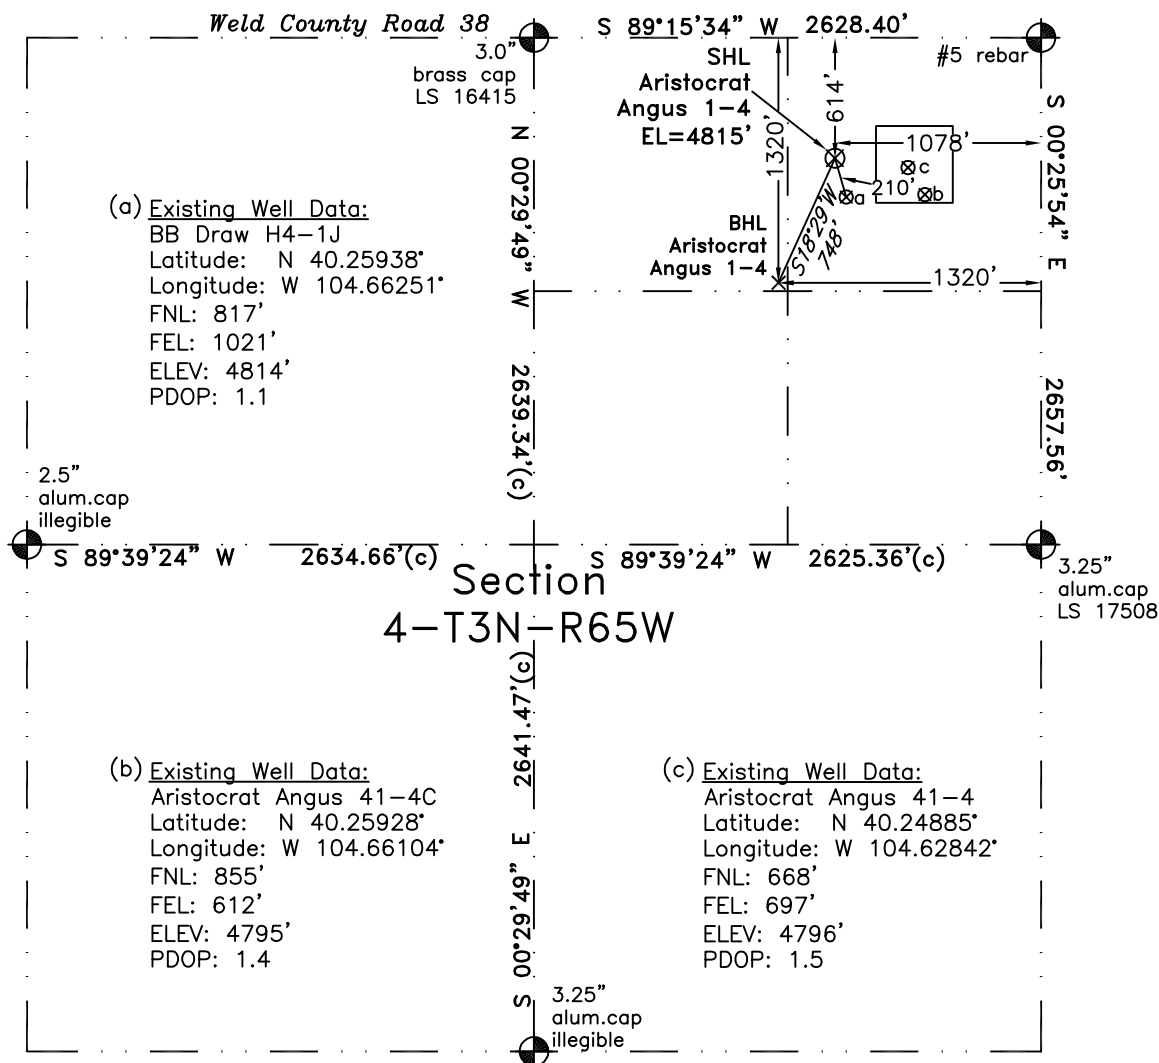 Weld County Road 38
S 89°15'34" W 2628.40'
3.0"
brass cap
LS 16415
#5 rebar
SHL
Aristocrat
Angus 1-4
EL=4815'
614'
1320'
1078'
c
210'
a
b
S18°29'W
748'
BHL
Aristocrat
Angus 1-4
1320'
N 00°29'49" W 2639.34'(c)
S 00°25'54" E 2657.56'
(a) Existing Well Data:
BB Draw H4-1J
Latitude: N 40.25938°
Longitude: W 104.66251°
FNL: 817'
FEL: 1021'
ELEV: 4814'
PDOP: 1.1
2.5"
alum.cap
illegible
S 89°39'24" W 2634.66'(c)
S 89°39'24" W 2625.36'(c)
3.25"
alum.cap
LS 17508
Section
4-T3N-R65W
S 00°29'49" E 2641.47'(c)
(b) Existing Well Data:
Aristocrat Angus 41-4C
Latitude: N 40.25928°
Longitude: W 104.66104°
FNL: 855'
FEL: 612'
ELEV: 4795'
PDOP: 1.4
(c) Existing Well Data:
Aristocrat Angus 41-4
Latitude: N 40.24885°
Longitude: W 104.62842°
FNL: 668'
FEL: 697'
ELEV: 4796'
PDOP: 1.5
3.25"
alum.cap
illegible